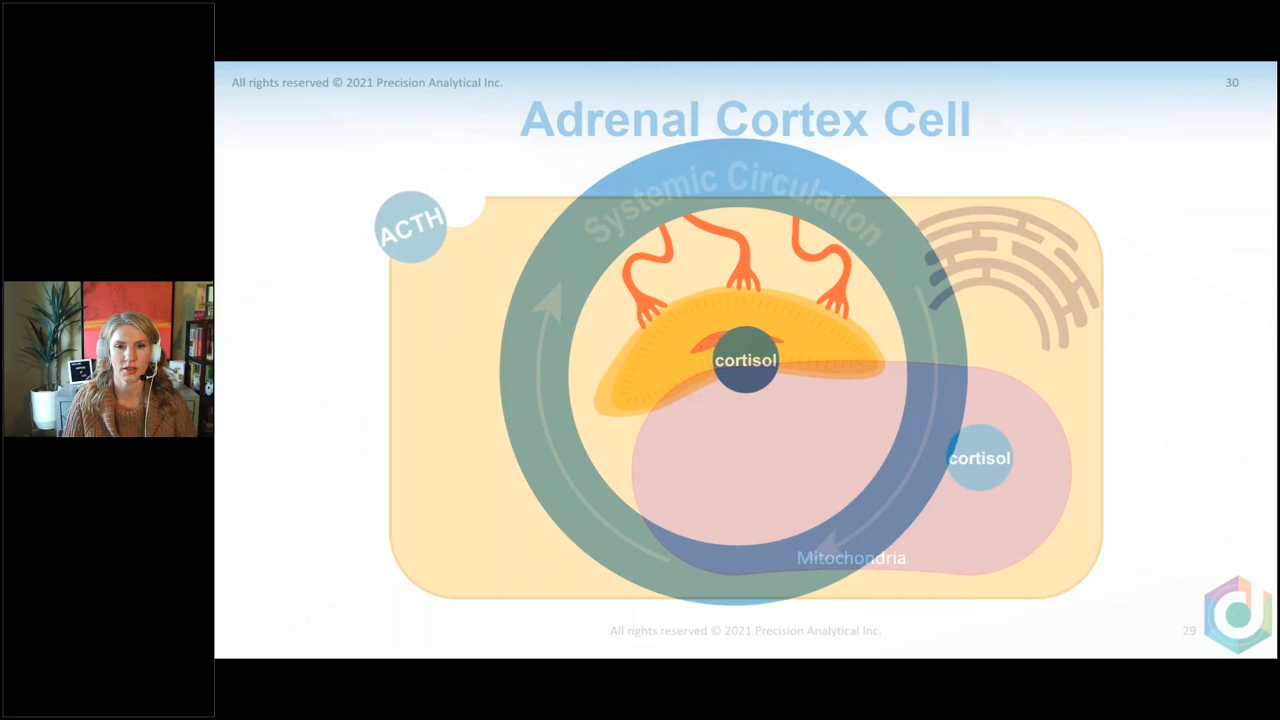 All rights reserved © 2021 Precision Analytical Inc.
30
Adrenal Cortex Cell
Systemic Circulation
ACTH
cortisol
cortisol
Mitochondria
All rights reserved © 2021 Precision Analytical Inc.
29